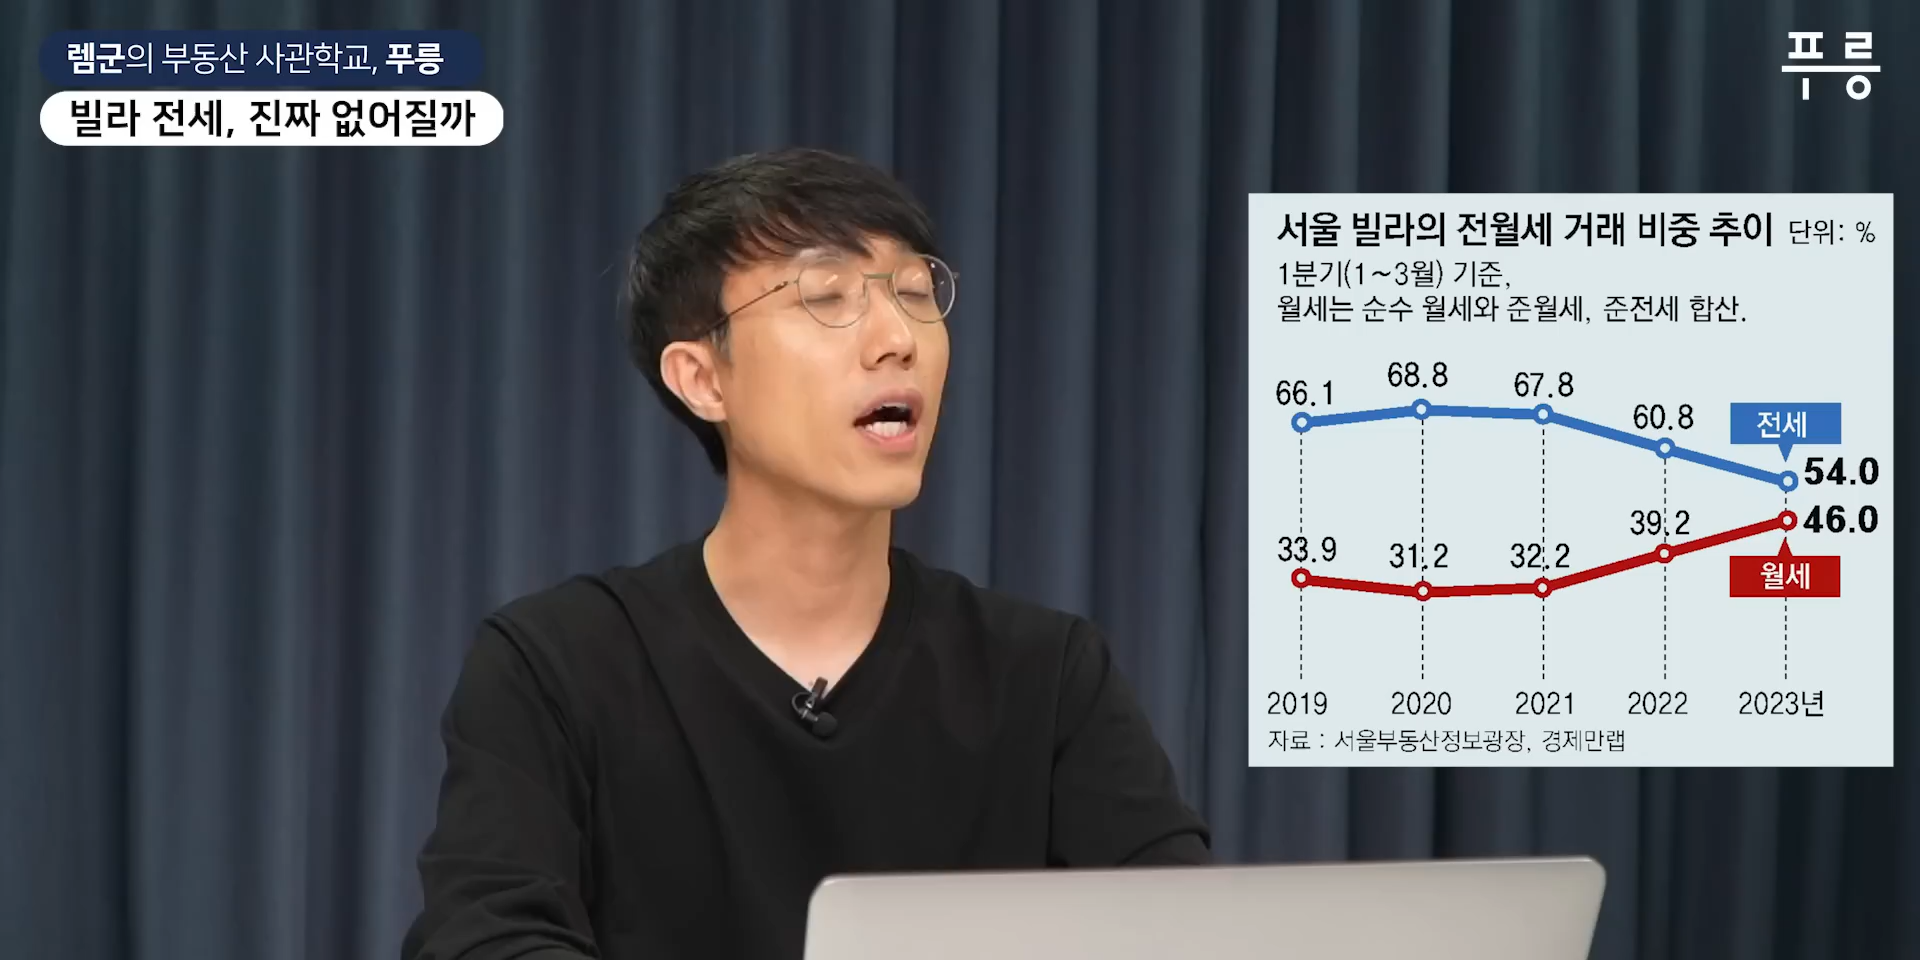 렘군의 부동산 사관학교, 푸릉
빌라 전세, 진짜 없어질까
푸릉
서울 빌라의 전월세 거래 비중 추이 단위: %
1분기(1~3월) 기준,
월세는 순수 월세와 준월세, 준전세 합산.
66.1 68.8 67.8 60.8 전세 54.0
33.9 31.2 32.2 39.2 46.0 월세
2019 2020 2021 2022 2023년
자료 : 서울부동산정보광장, 경제만랩